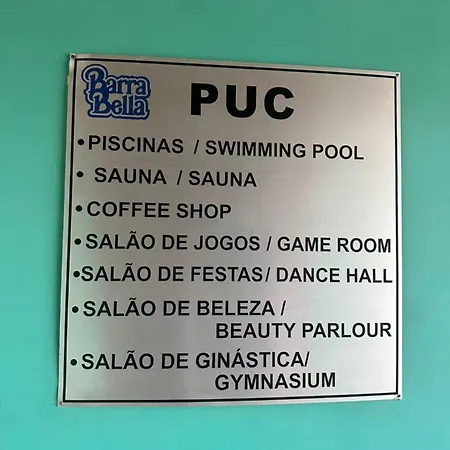 Barra
Bella
PUC
•PISCINAS / SWIMMING POOL
• SAUNA / SAUNA
•COFFEE SHOP
•SALÃO DE JOGOS / GAME ROOM
•SALÃO DE FESTAS/ DANCE HALL
•SALÃO DE BELEZA /
BEAUTY PARLOUR
•SALÃO DE GINÁSTICA/
GYMNASIUM